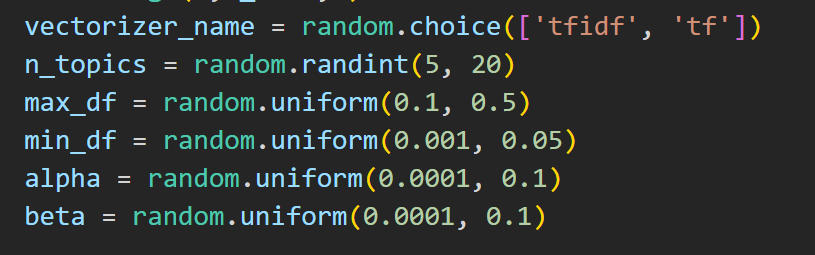 vectorizer_name = random.choice(['tfidf', 'tf'])
n_topics = random.randint(5, 20)
max_df = random.uniform(0.1, 0.5)
min_df = random.uniform(0.001, 0.05)
alpha = random.uniform(0.0001, 0.1)
beta = random.uniform(0.0001, 0.1)